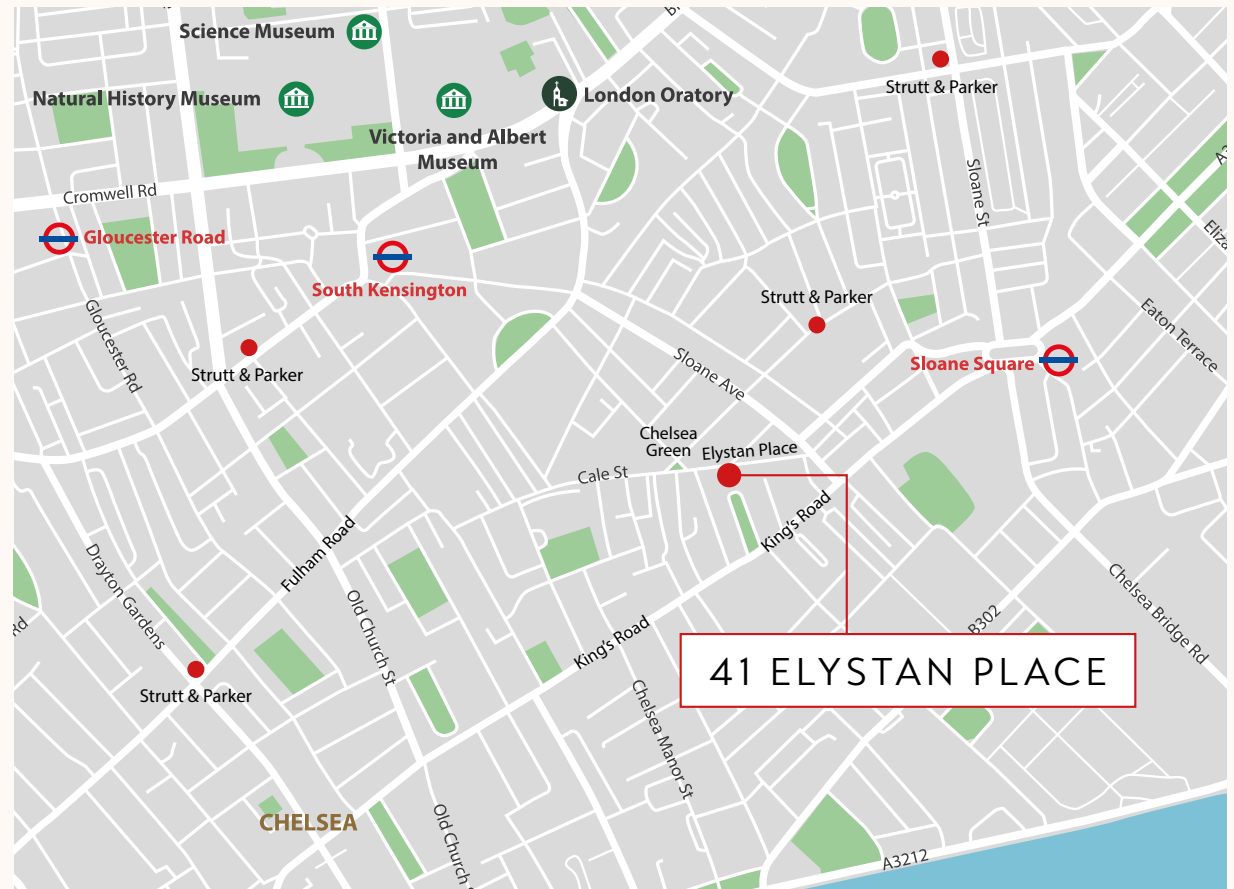 Science Museum
Natural History Museum
Victoria and Albert
Museum
London Oratory
Strutt & Parker
Cromwell Rd
Sloane St
Gloucester Road
South Kensington
Gloucester Rd
Strutt & Parker
Strutt & Parker
Sloane Ave
Sloane Square
Eaton Terrace
Chelsea
Green
Elystan Place
Cale St
King's Road
Fulham Road
Drayton Gardens
Old Church St
King's Road
B302
Chelsea Bridge Rd
41 ELYSTAN PLACE
Strutt & Parker
Chelsea Manor St
CHELSEA
Old Church
A3212